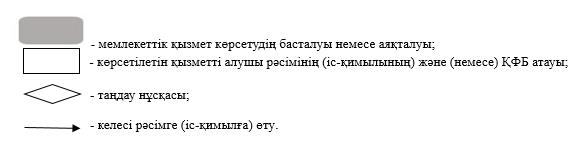 - мемлекеттік қызмет көрсетудің басталуы немесе аяқталуы;
- көрсетілетін қызметті алушы рәсімінің (іс-қимылының) және (немесе) ҚФБ атауы;
- таңдау нұсқасы;
- келесі рәсімге (іс-қимылға) өту.